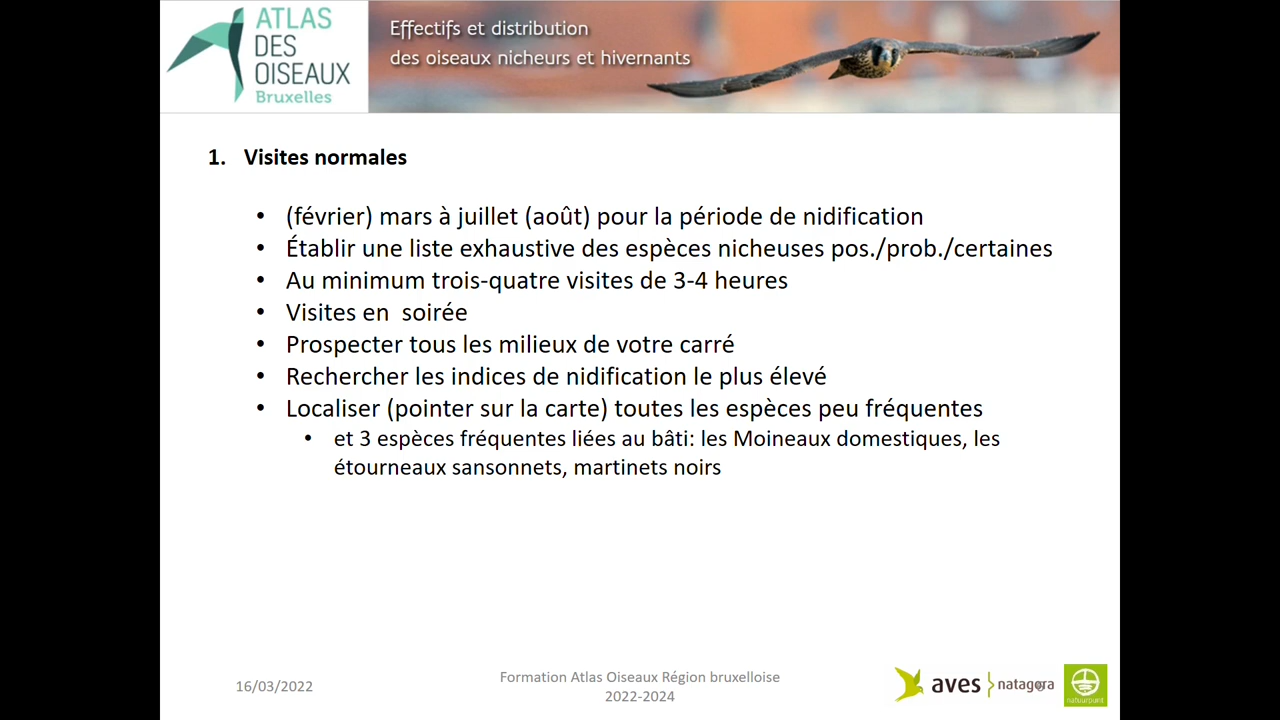 ATLAS
DES
OISEAUX
Bruxelles
Effectifs et distribution
des oiseaux nicheurs et hivernants
1. Visites normales
• (février) mars à juillet (août) pour la période de nidification
• Établir une liste exhaustive des espèces nicheuses pos./prob./certaines
• Au minimum trois-quatre visites de 3-4 heures
• Visites en  soirée
• Prospecter tous les milieux de votre carré
• Rechercher les indices de nidification le plus élevé
• Localiser (pointer sur la carte) toutes les espèces peu fréquentes
• et 3 espèces fréquentes liées au bâti: les Moineaux domestiques, les
étourneaux sansonnets, martinets noirs
16/03/2022
Formation Atlas Oiseaux Région bruxelloise
2022-2024
aves
natagora
natuurpunt